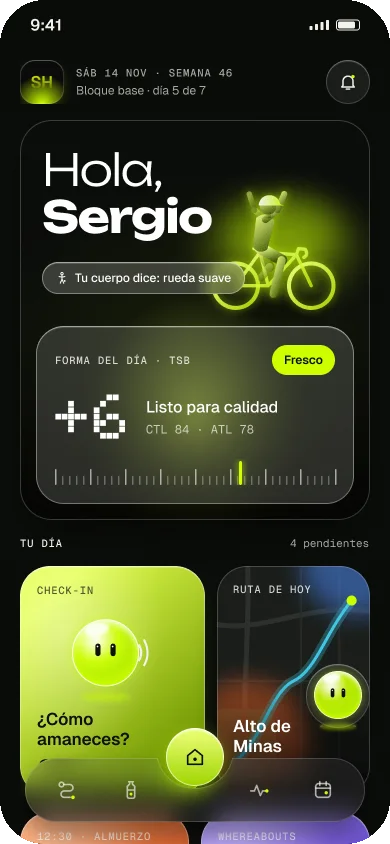 9:41
SH
SÁB 14 NOV · SEMANA 46
Bloque base · día 5 de 7
Hola,
Sergio
Tu cuerpo dice: rueda suave
FORMA DEL DÍA · TSB
Fresco
+6
Listo para calidad
CTL 84 · ATL 78
TU DÍA
4 pendientes
CHECK-IN
RUTA DE HOY
¿Cómo
amaneces?
Alto de
Minas
12:30 · ALMUERZO
WHEREABOUTS